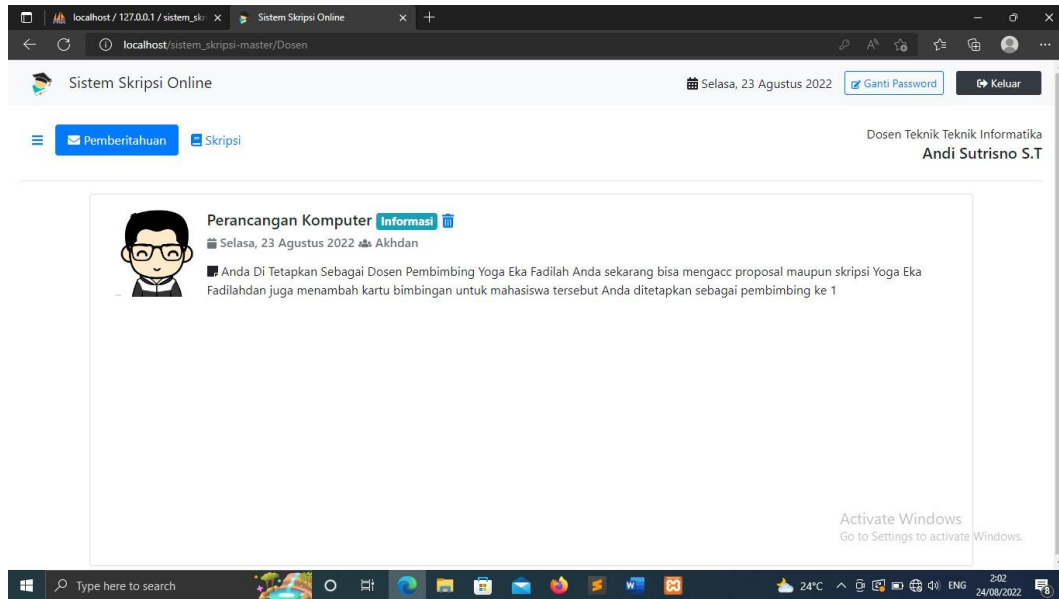 localhost / 127.0.0.1 / sistem_skr
Sistem Skripsi Online
localhost/sistem_skripsi-master/Dosen
Sistem Skripsi Online
Selasa, 23 Agustus 2022
Ganti Password
Keluar
Pemberitahuan
Skripsi
Dosen Teknik Teknik Informatika
Andi Sutrisno S.T
Perancangan Komputer Informasi
Selasa, 23 Agustus 2022 Akhdan
Anda Di Tetapkan Sebagai Dosen Pembimbing Yoga Eka Fadilah Anda sekarang bisa mengacc proposal maupun skripsi Yoga Eka
Fadilahdan juga menambah kartu bimbingan untuk mahasiswa tersebut Anda ditetapkan sebagai pembimbing ke 1
Activate Windows
Go to Settings to activate Windows.
Type here to search
24°C
ENG
2:02
24/08/2022
8